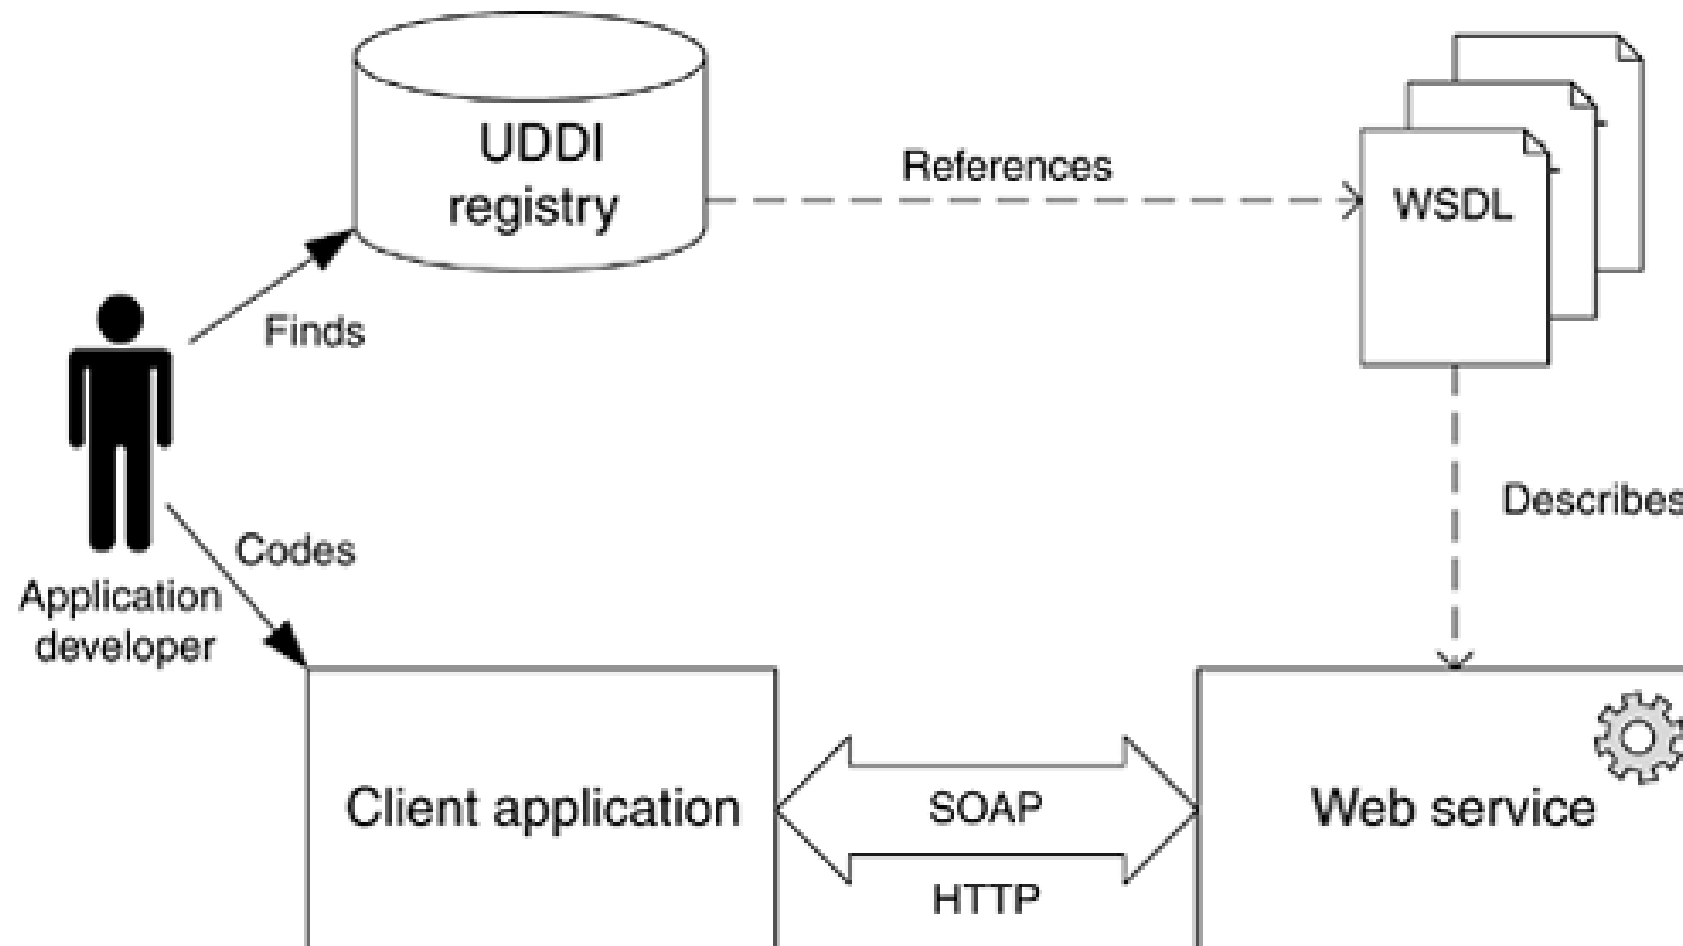 UDDI
registry
References
WSDL
Finds
Describes
Codes
Application
developer
Client application
SOAP
HTTP
Web service